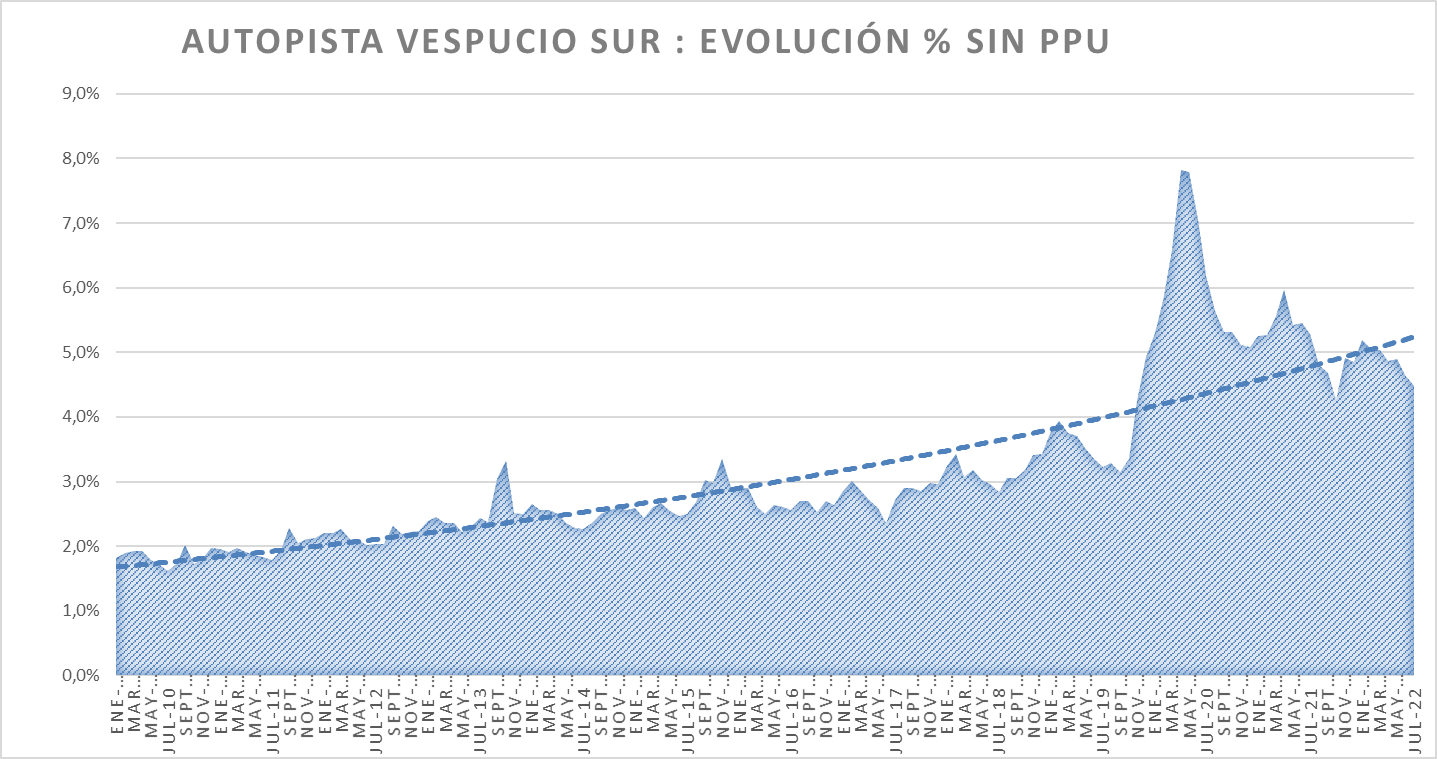 AUTOPISTA VESPUCIO SUR : EVOLUCIÓN % SIN PPU
9,0%
8,0%
7,0%
6,0%
5,0%
4,0%
3,0%
2,0%
1,0%
0,0%
ENE-…
MAR…
MAY-…
JUL-10
SEPT…
NOV-…
ENE-…
MAR…
MAY-…
JUL-11
SEPT…
NOV-…
ENE-…
MAR…
MAY-…
JUL-12
SEPT…
NOV-…
ENE-…
MAR…
MAY-…
JUL-13
SEPT…
NOV-…
ENE-…
MAR…
MAY-…
JUL-14
SEPT…
NOV-…
ENE-…
MAR…
MAY-…
JUL-15
SEPT…
NOV-…
ENE-…
MAR…
MAY-…
JUL-16
SEPT…
NOV-…
ENE-…
MAR…
MAY-…
JUL-17
SEPT…
NOV-…
ENE-…
MAR…
MAY-…
JUL-18
SEPT…
NOV-…
ENE-…
MAR…
MAY-…
JUL-19
SEPT…
NOV-…
ENE-…
MAR…
MAY-…
JUL-20
SEPT…
NOV-…
ENE-…
MAR…
MAY-…
JUL-21
SEPT…
NOV-…
ENE-…
MAR…
MAY-…
JUL-22